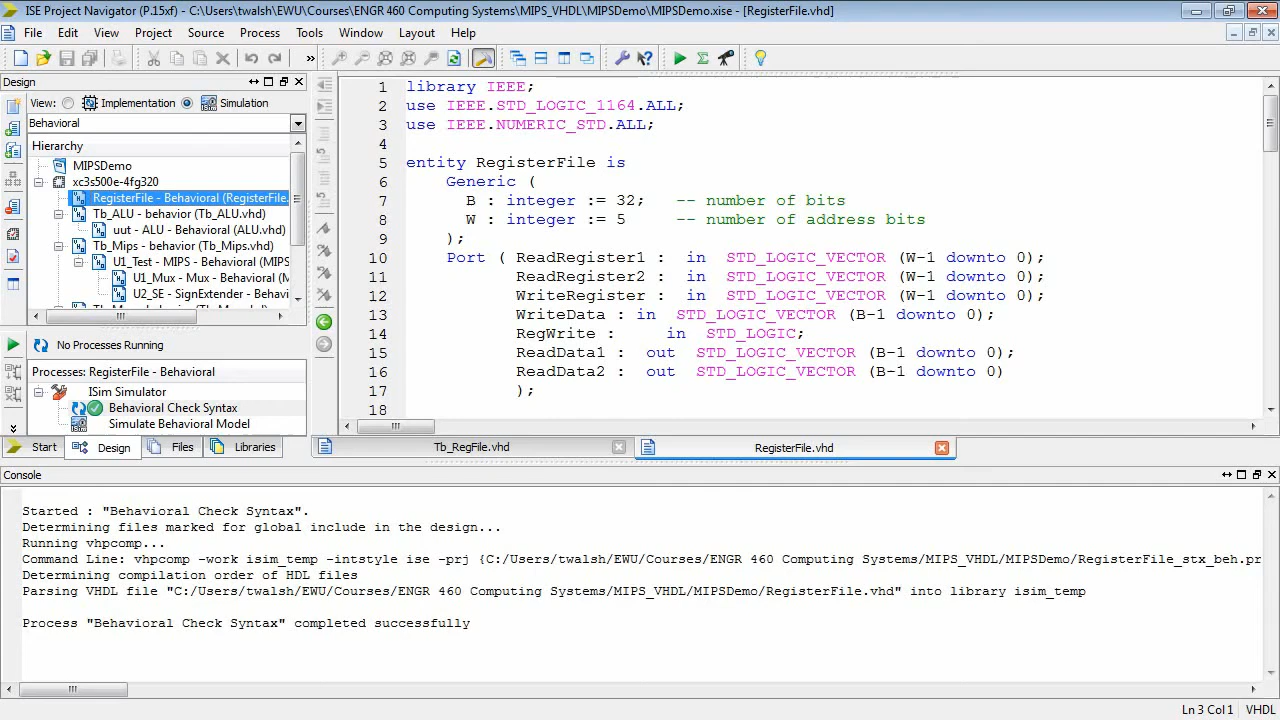 ISE Project Navigator (P.15xf) - C:\Users\twalsh\EWU\Courses\ENGR 460 Computing Systems\MIPS_VHDL\MIPSDemo\MIPSDemo.xise - [RegisterFile.vhd]
File Edit View Project Source Process Tools Window Layout Help
»
Design
View: Implementation Simulation
Behavioral
Hierarchy
MIPSDemo
xc3s500e-4fg320
RegisterFile - Behavioral (RegisterFile.
Tb_ALU - behavior (Tb_ALU.vhd)
uut - ALU - Behavioral (ALU.vhd)
Tb_Mips - behavior (Tb_Mips.vhd)
U1_Test - MIPS - Behavioral (MIPS
U1_Mux - Mux - Behavioral (M
U2_SE - SignExtender - Behavi
No Processes Running
Processes: RegisterFile - Behavioral
ISim Simulator
Behavioral Check Syntax
Simulate Behavioral Model
Start Design Files Libraries
1 library IEEE;
2 use IEEE.STD_LOGIC_1164.ALL;
3 use IEEE.NUMERIC_STD.ALL;
4
5 entity RegisterFile is
6 Generic (
7 B : integer := 32; -- number of bits
8 W : integer := 5 -- number of address bits
9 );
10 Port ( ReadRegister1 : in STD_LOGIC_VECTOR (W-1 downto 0);
11 ReadRegister2 : in STD_LOGIC_VECTOR (W-1 downto 0);
12 WriteRegister : in STD_LOGIC_VECTOR (W-1 downto 0);
13 WriteData : in STD_LOGIC_VECTOR (B-1 downto 0);
14 RegWrite : in STD_LOGIC;
15 ReadData1 : out STD_LOGIC_VECTOR (B-1 downto 0);
16 ReadData2 : out STD_LOGIC_VECTOR (B-1 downto 0)
17 );
18
Tb_RegFile.vhd RegisterFile.vhd
Console
Started : "Behavioral Check Syntax".
Determining files marked for global include in the design...
Running vhpcomp...
Command Line: vhpcomp -work isim_temp -intstyle ise -prj {C:/Users/twalsh/EWU/Courses/ENGR 460 Computing Systems/MIPS_VHDL/MIPSDemo/RegisterFile_stx_beh.pr
Determining compilation order of HDL files
Parsing VHDL file "C:/Users/twalsh/EWU/Courses/ENGR 460 Computing Systems/MIPS_VHDL/MIPSDemo/RegisterFile.vhd" into library isim_temp
Process "Behavioral Check Syntax" completed successfully
Ln 3 Col 1 VHDL